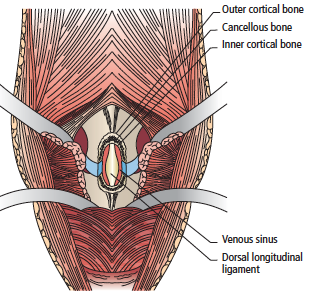 Outer cortical bone
Cancellous bone
Inner cortical bone
Venous sinus
Dorsal longitudinal
ligament